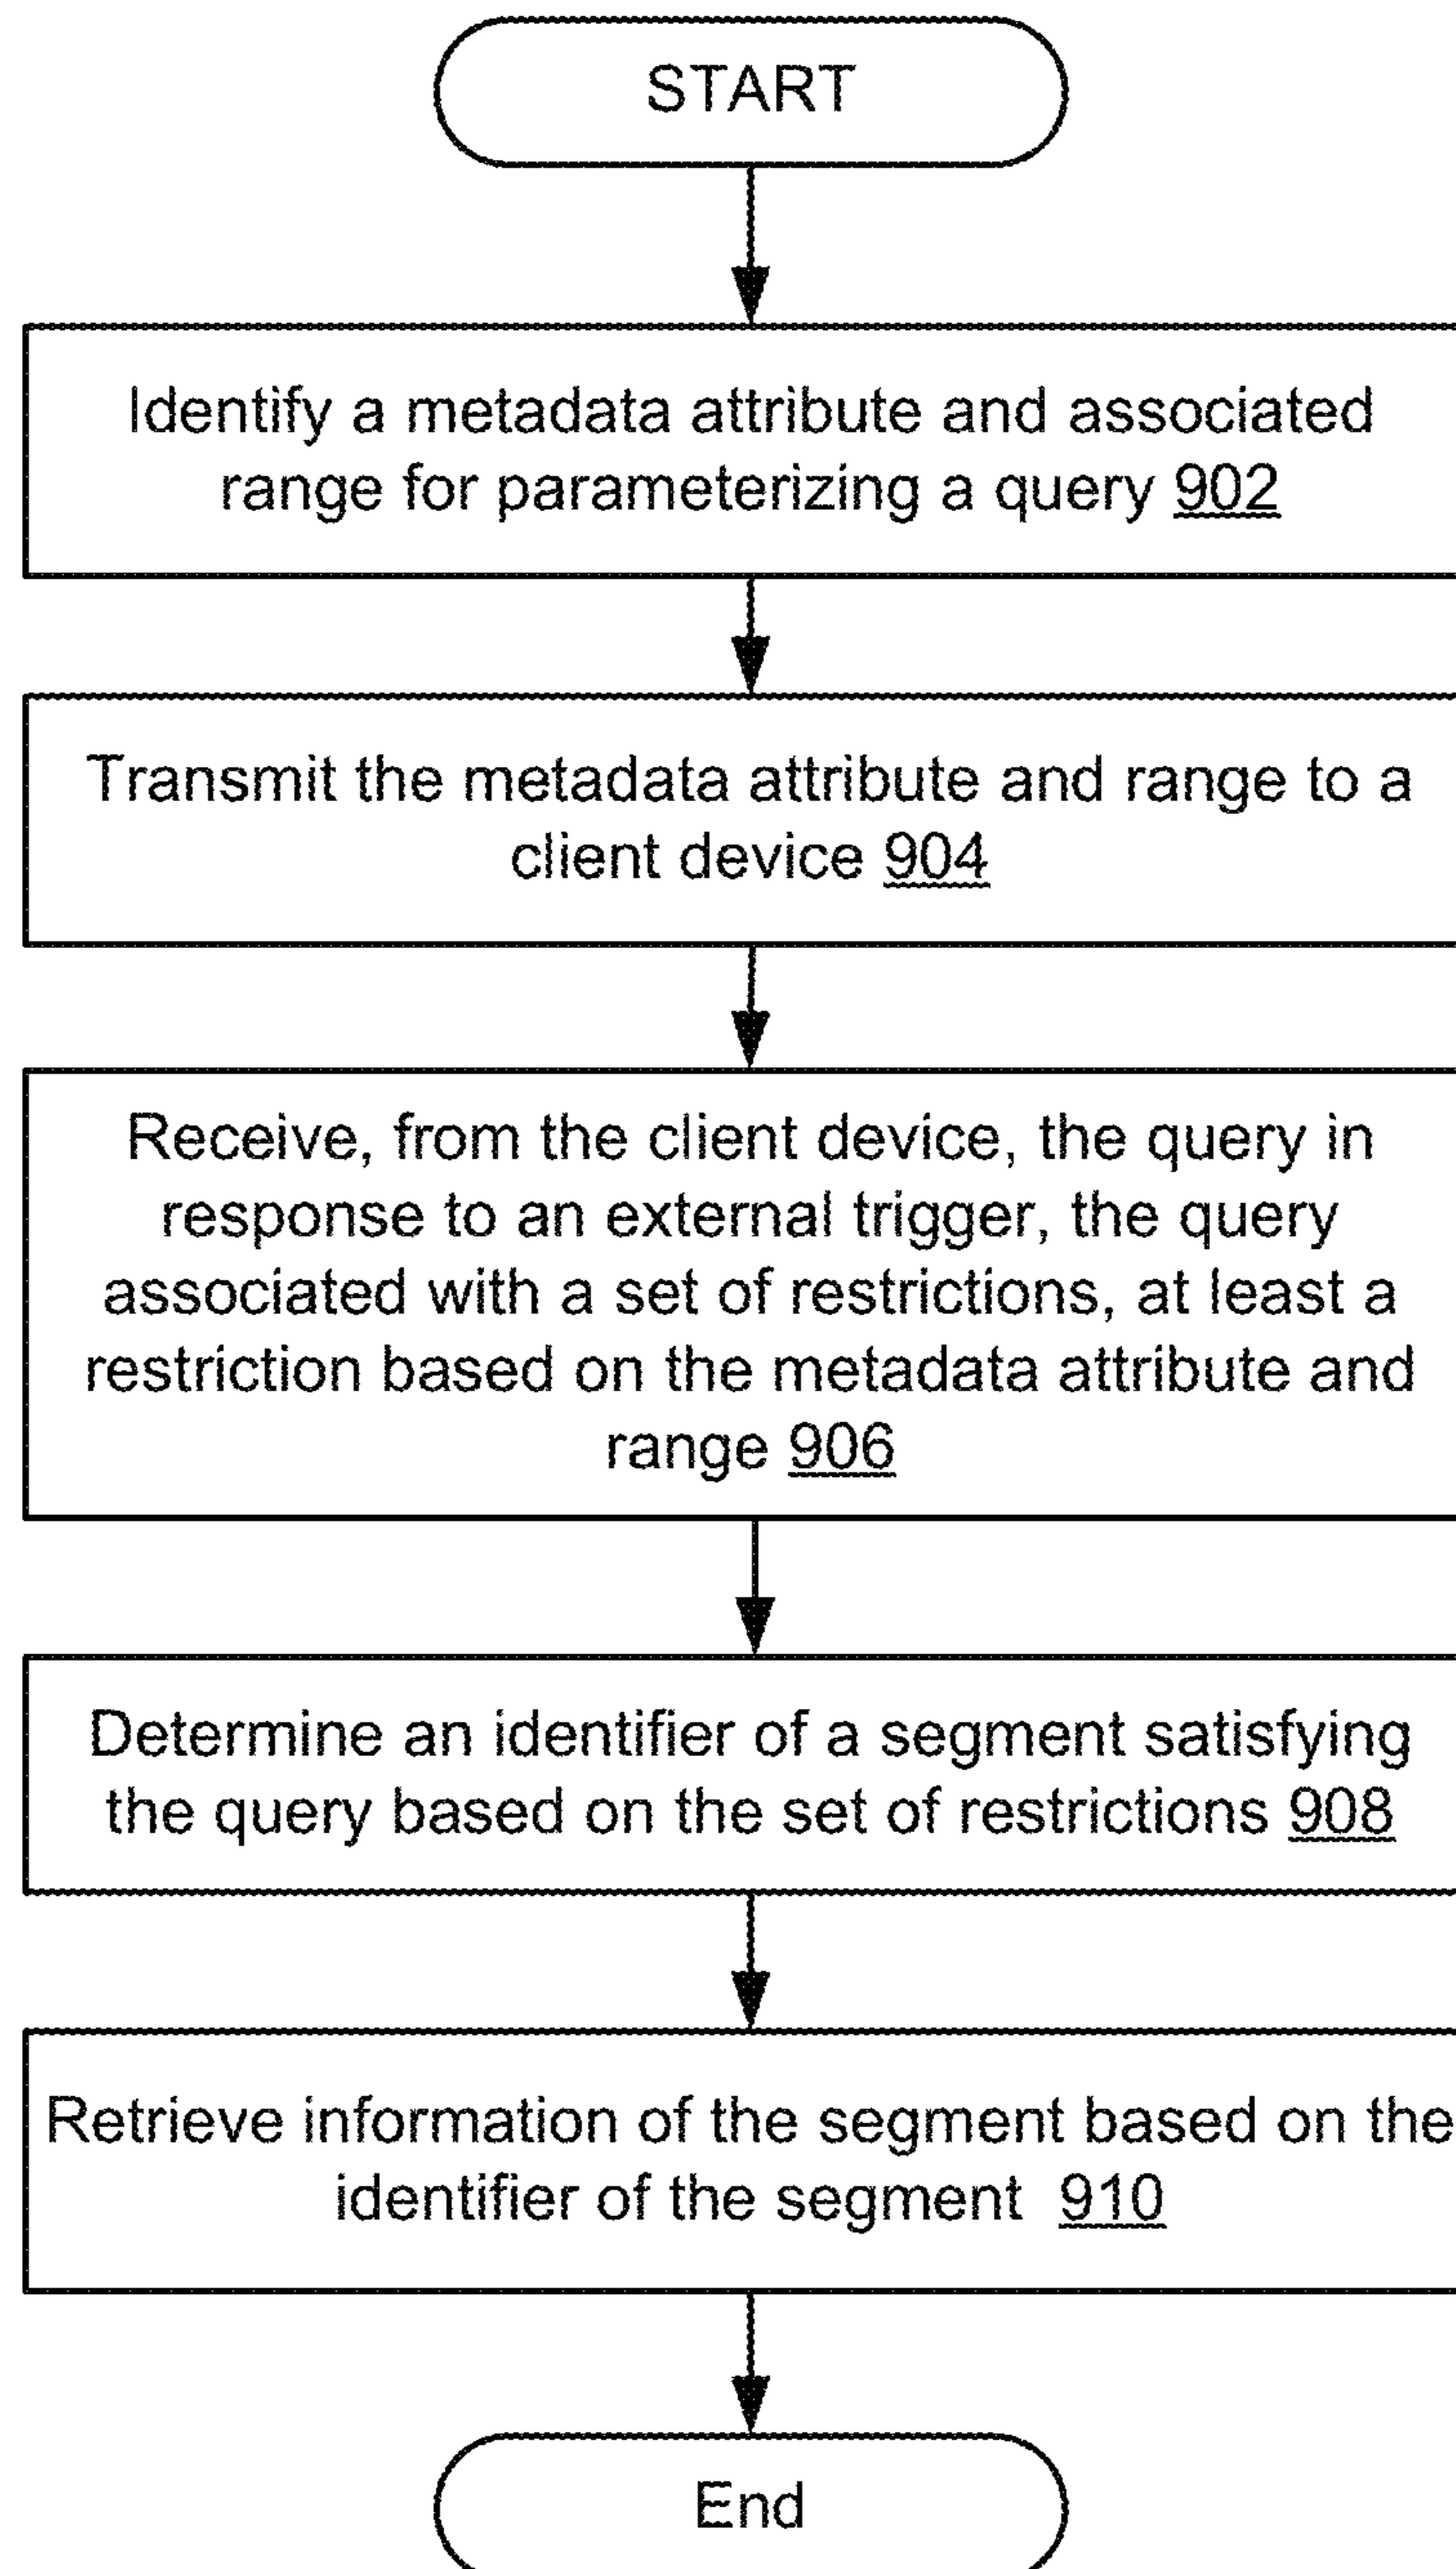 START
Identify a metadata attribute and associated
range for parameterizing a query 902
Transmit the metadata attribute and range to a
client device 904
Receive, from the client device, the query in
response to an external trigger, the query
associated with a set of restrictions, at least a
restriction based on the metadata attribute and
range 906
Determine an identifier of a segment satisfying
the query based on the set of restrictions 908
Retrieve information of the segment based on the
identifier of the segment 910
End